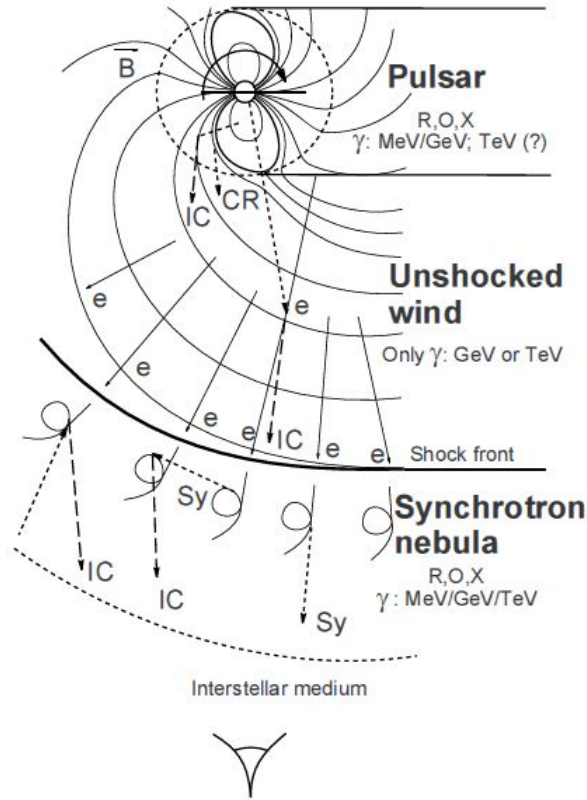 B
Pulsar
R,O,X
γ: MeV/GeV; TeV (?)
IC
CR
Unshocked
wind
e
e
Only γ: GeV or TeV
e
e
e
IC
e
e
Shock front
Sy
Synchrotron
nebula
R,O,X
γ : MeV/GeV/TeV
IC
IC
Sy
Interstellar medium